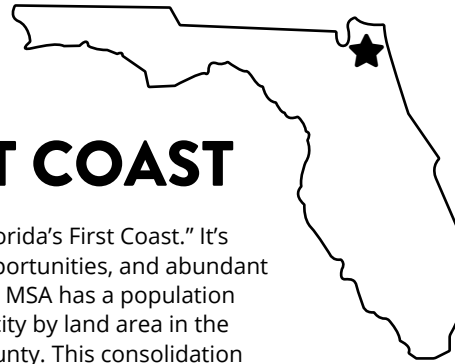 T COAST
orida's First Coast.” It's
portunities, and abundant
MSA has a population
city by land area in the
unty. This consolidation